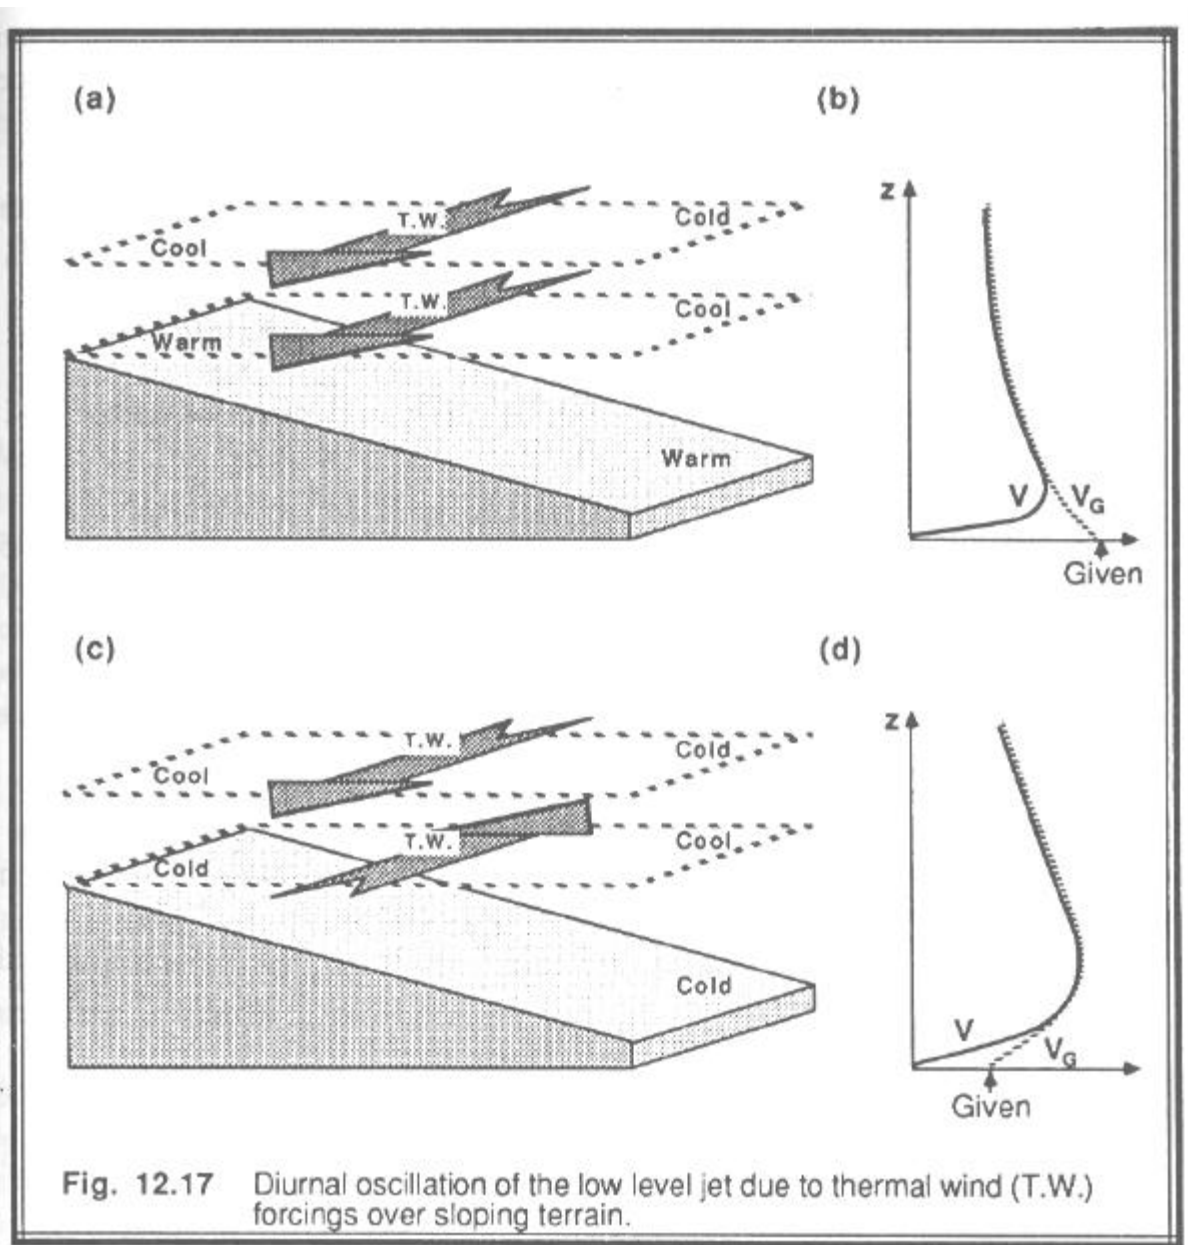 (a)
(b)
T.W.
Cold
Cool
T.W.
Cool
Warm
Warm
z
V
V_G
Given
(c)
(d)
T.W.
Cold
Cool
T.W.
Cool
Cold
Cold
z
V
V_G
Given
Fig. 12.17 Diurnal oscillation of the low level jet due to thermal wind (T.W.)
forcings over sloping terrain.